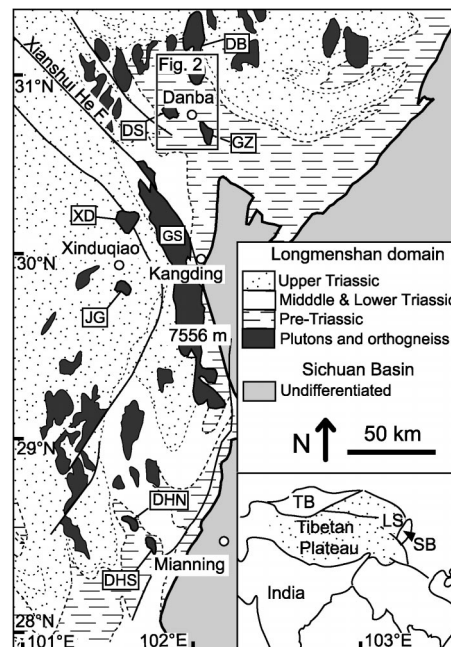 31°N
Xianshui He F.
DB
Fig. 2
Danba
DS
GZ
XD
GS
Xinduqiao
30°N
Kangding
JG
7556 m
29°N
DHN
DHS
Mianning
28°N
101°E
102°E
103°E
Longmenshan domain
Upper Triassic
Midddle & Lower Triassic
Pre-Triassic
Plutons and orthogneiss
Sichuan Basin
Undifferentiated
N
50 km
TB
LS
Tibetan
Plateau
SB
India